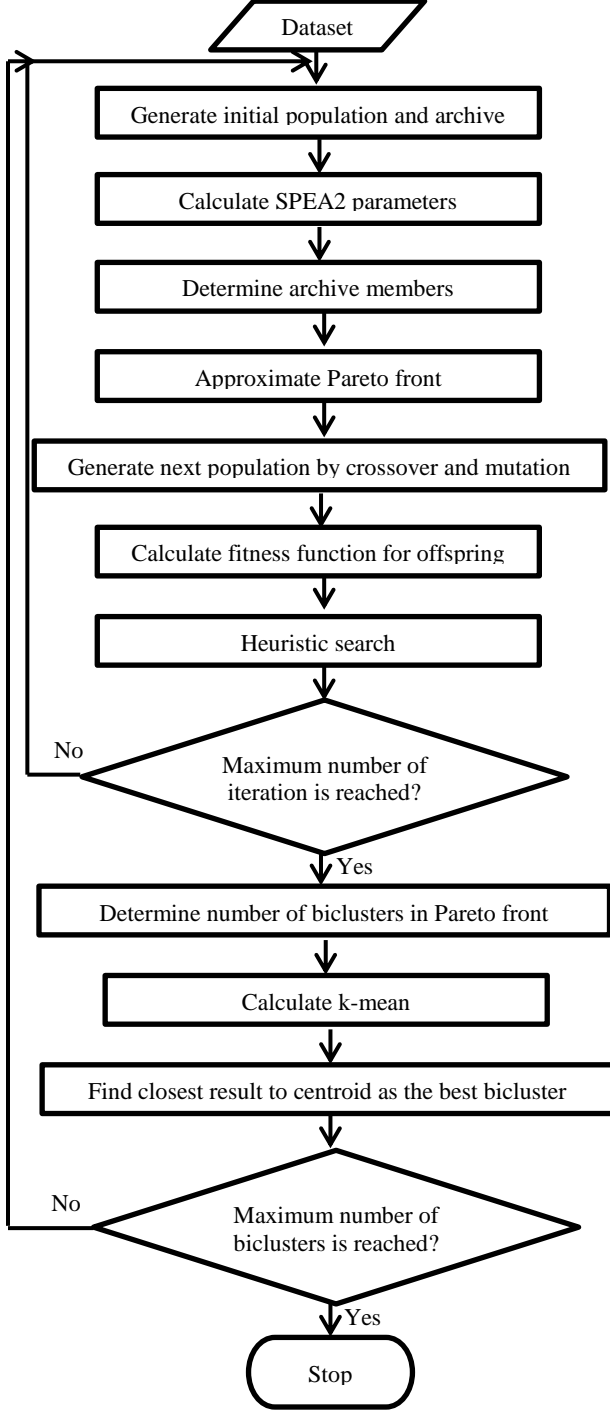 Dataset
Generate initial population and archive
Calculate SPEA2 parameters
Determine archive members
Approximate Pareto front
Generate next population by crossover and mutation
Calculate fitness function for offspring
Heuristic search
No
Maximum number of
iteration is reached?
Yes
Determine number of biclusters in Pareto front
Calculate k-mean
Find closest result to centroid as the best bicluster
No
Maximum number of
biclusters is reached?
Yes
Stop